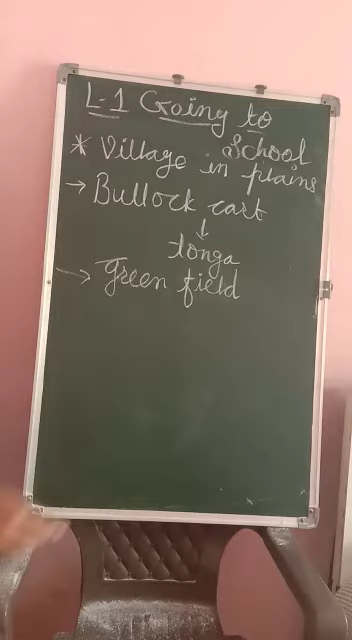 L-1 Going to
School
* Village in plains
→ Bullock cart
↓
tonga
→ Green field